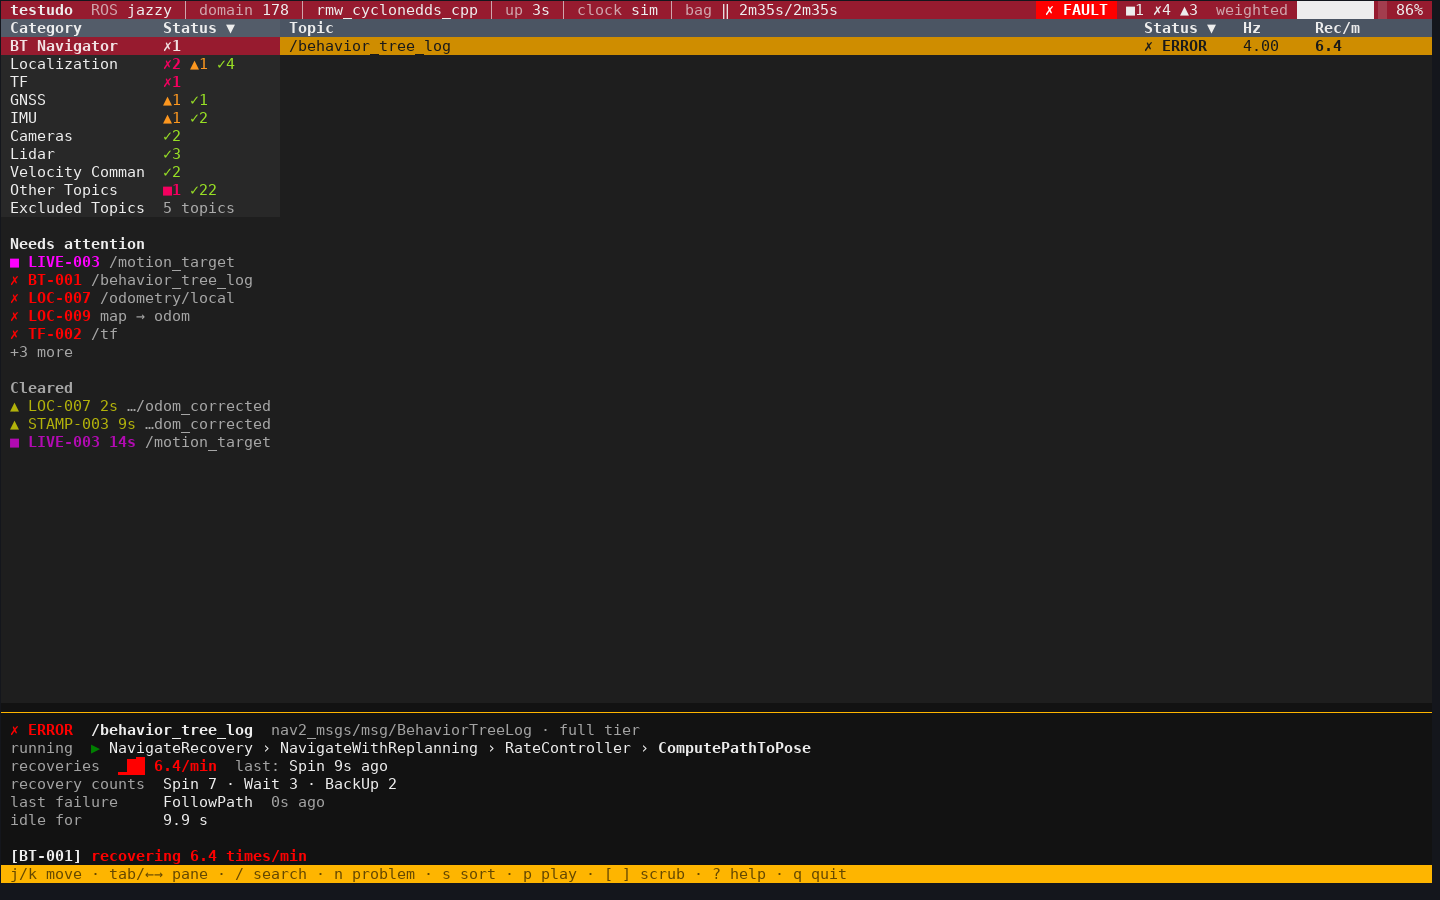 testudo ROS jazzy │ domain 178 │ rmw_cyclonedds_cpp │ up 3s │ clock sim │ bag ‖ 2m35s/2m35s ✗ FAULT ■1 ✗4 ▲3 weighted 86%
Category Status ▼ Topic Status ▼ Hz Rec/m
BT Navigator ✗1 /behavior_tree_log ✗ ERROR 4.00 6.4
Localization ✗2 ▲1 ✓4
TF ✗1
GNSS ▲1 ✓1
IMU ▲1 ✓2
Cameras ✓2
Lidar ✓3
Velocity Comman ✓2
Other Topics ■1 ✓22
Excluded Topics 5 topics
Needs attention
■ LIVE-003 /motion_target
✗ BT-001 /behavior_tree_log
✗ LOC-007 /odometry/local
✗ LOC-009 map → odom
✗ TF-002 /tf
+3 more
Cleared
▲ LOC-007 2s …/odom_corrected
▲ STAMP-003 9s …dom_corrected
■ LIVE-003 14s /motion_target
✗ ERROR /behavior_tree_log nav2_msgs/msg/BehaviorTreeLog · full tier
running ▶ NavigateRecovery › NavigateWithReplanning › RateController › ComputePathToPose
recoveries 6.4/min last: Spin 9s ago
recovery counts Spin 7 · Wait 3 · BackUp 2
last failure FollowPath 0s ago
idle for 9.9 s
[BT-001] recovering 6.4 times/min
j/k move · tab/←→ pane · / search · n problem · s sort · p play · [ ] scrub · ? help · q quit